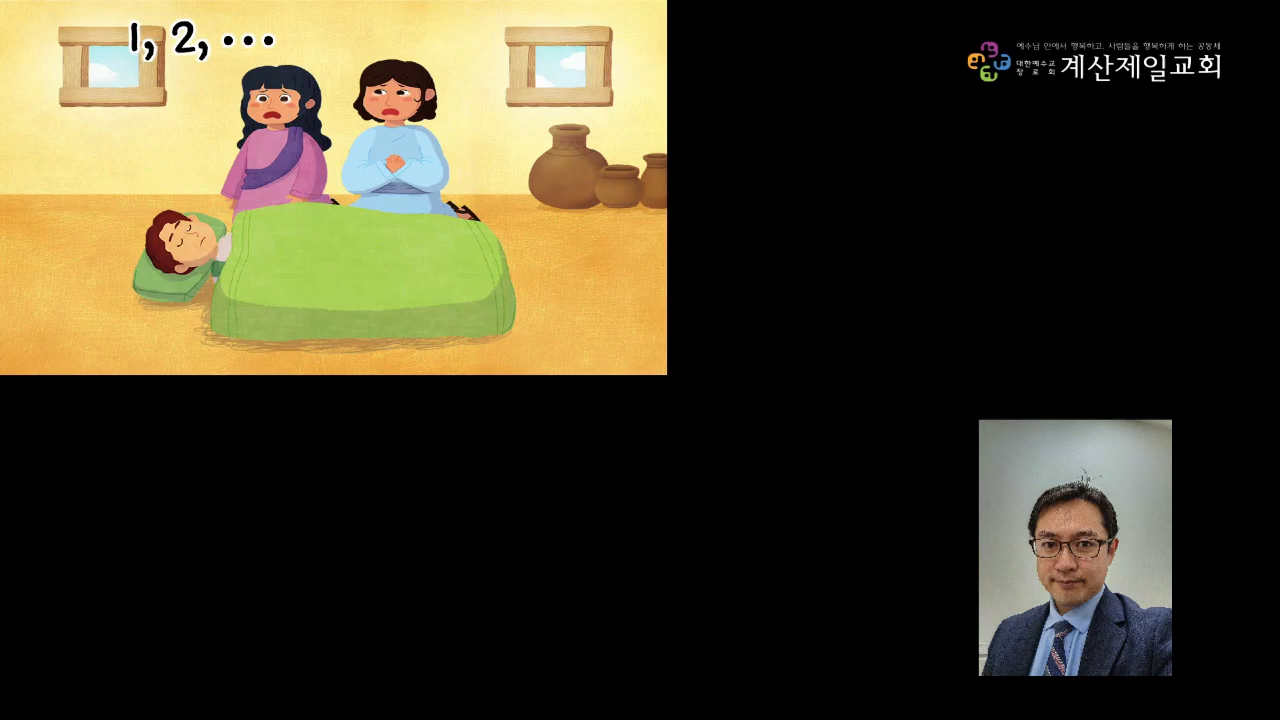 1, 2, ...
예수님 안에서 행복하고, 사람들을 행복하게 하는 공동체
대한예수교
장로회
계산제일교회